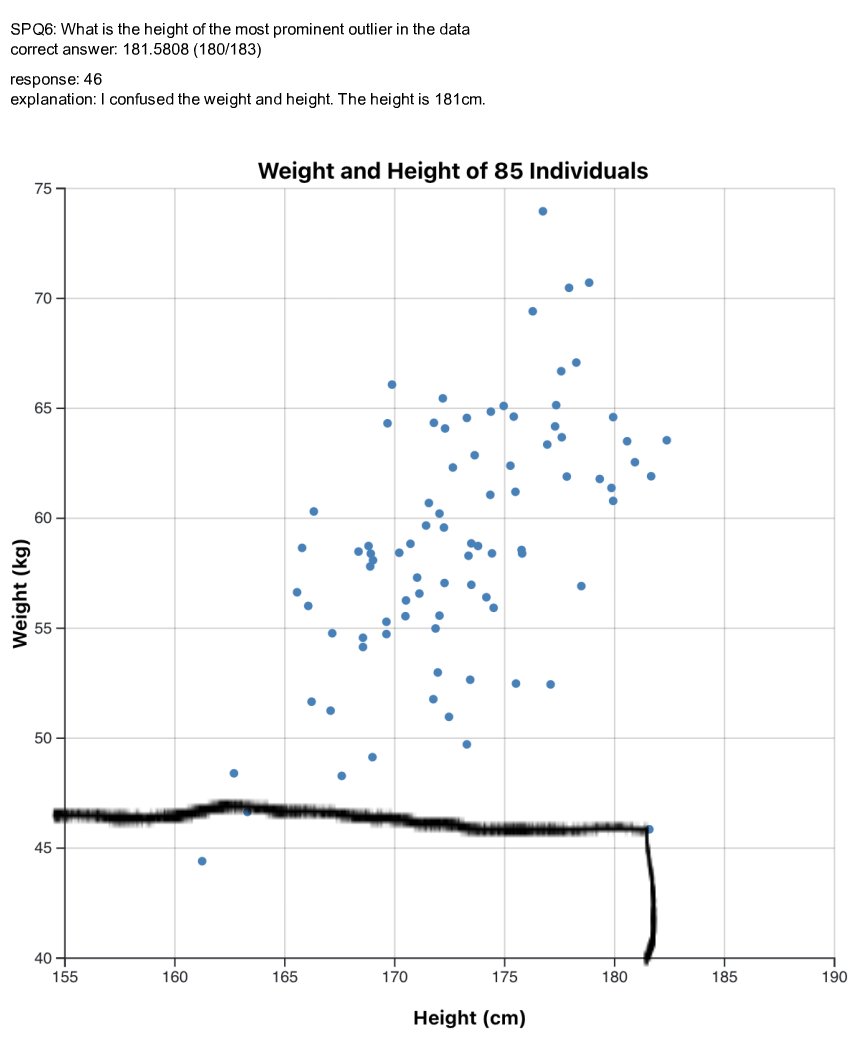 SPQ6: What is the height of the most prominent outlier in the data
correct answer: 181.5808 (180/183)
response: 46
explanation: I confused the weight and height. The height is 181cm.
Weight and Height of 85 Individuals
75
70
65
60
55
50
45
40
Weight (kg)
155 160 165 170 175 180 185 190
Height (cm)